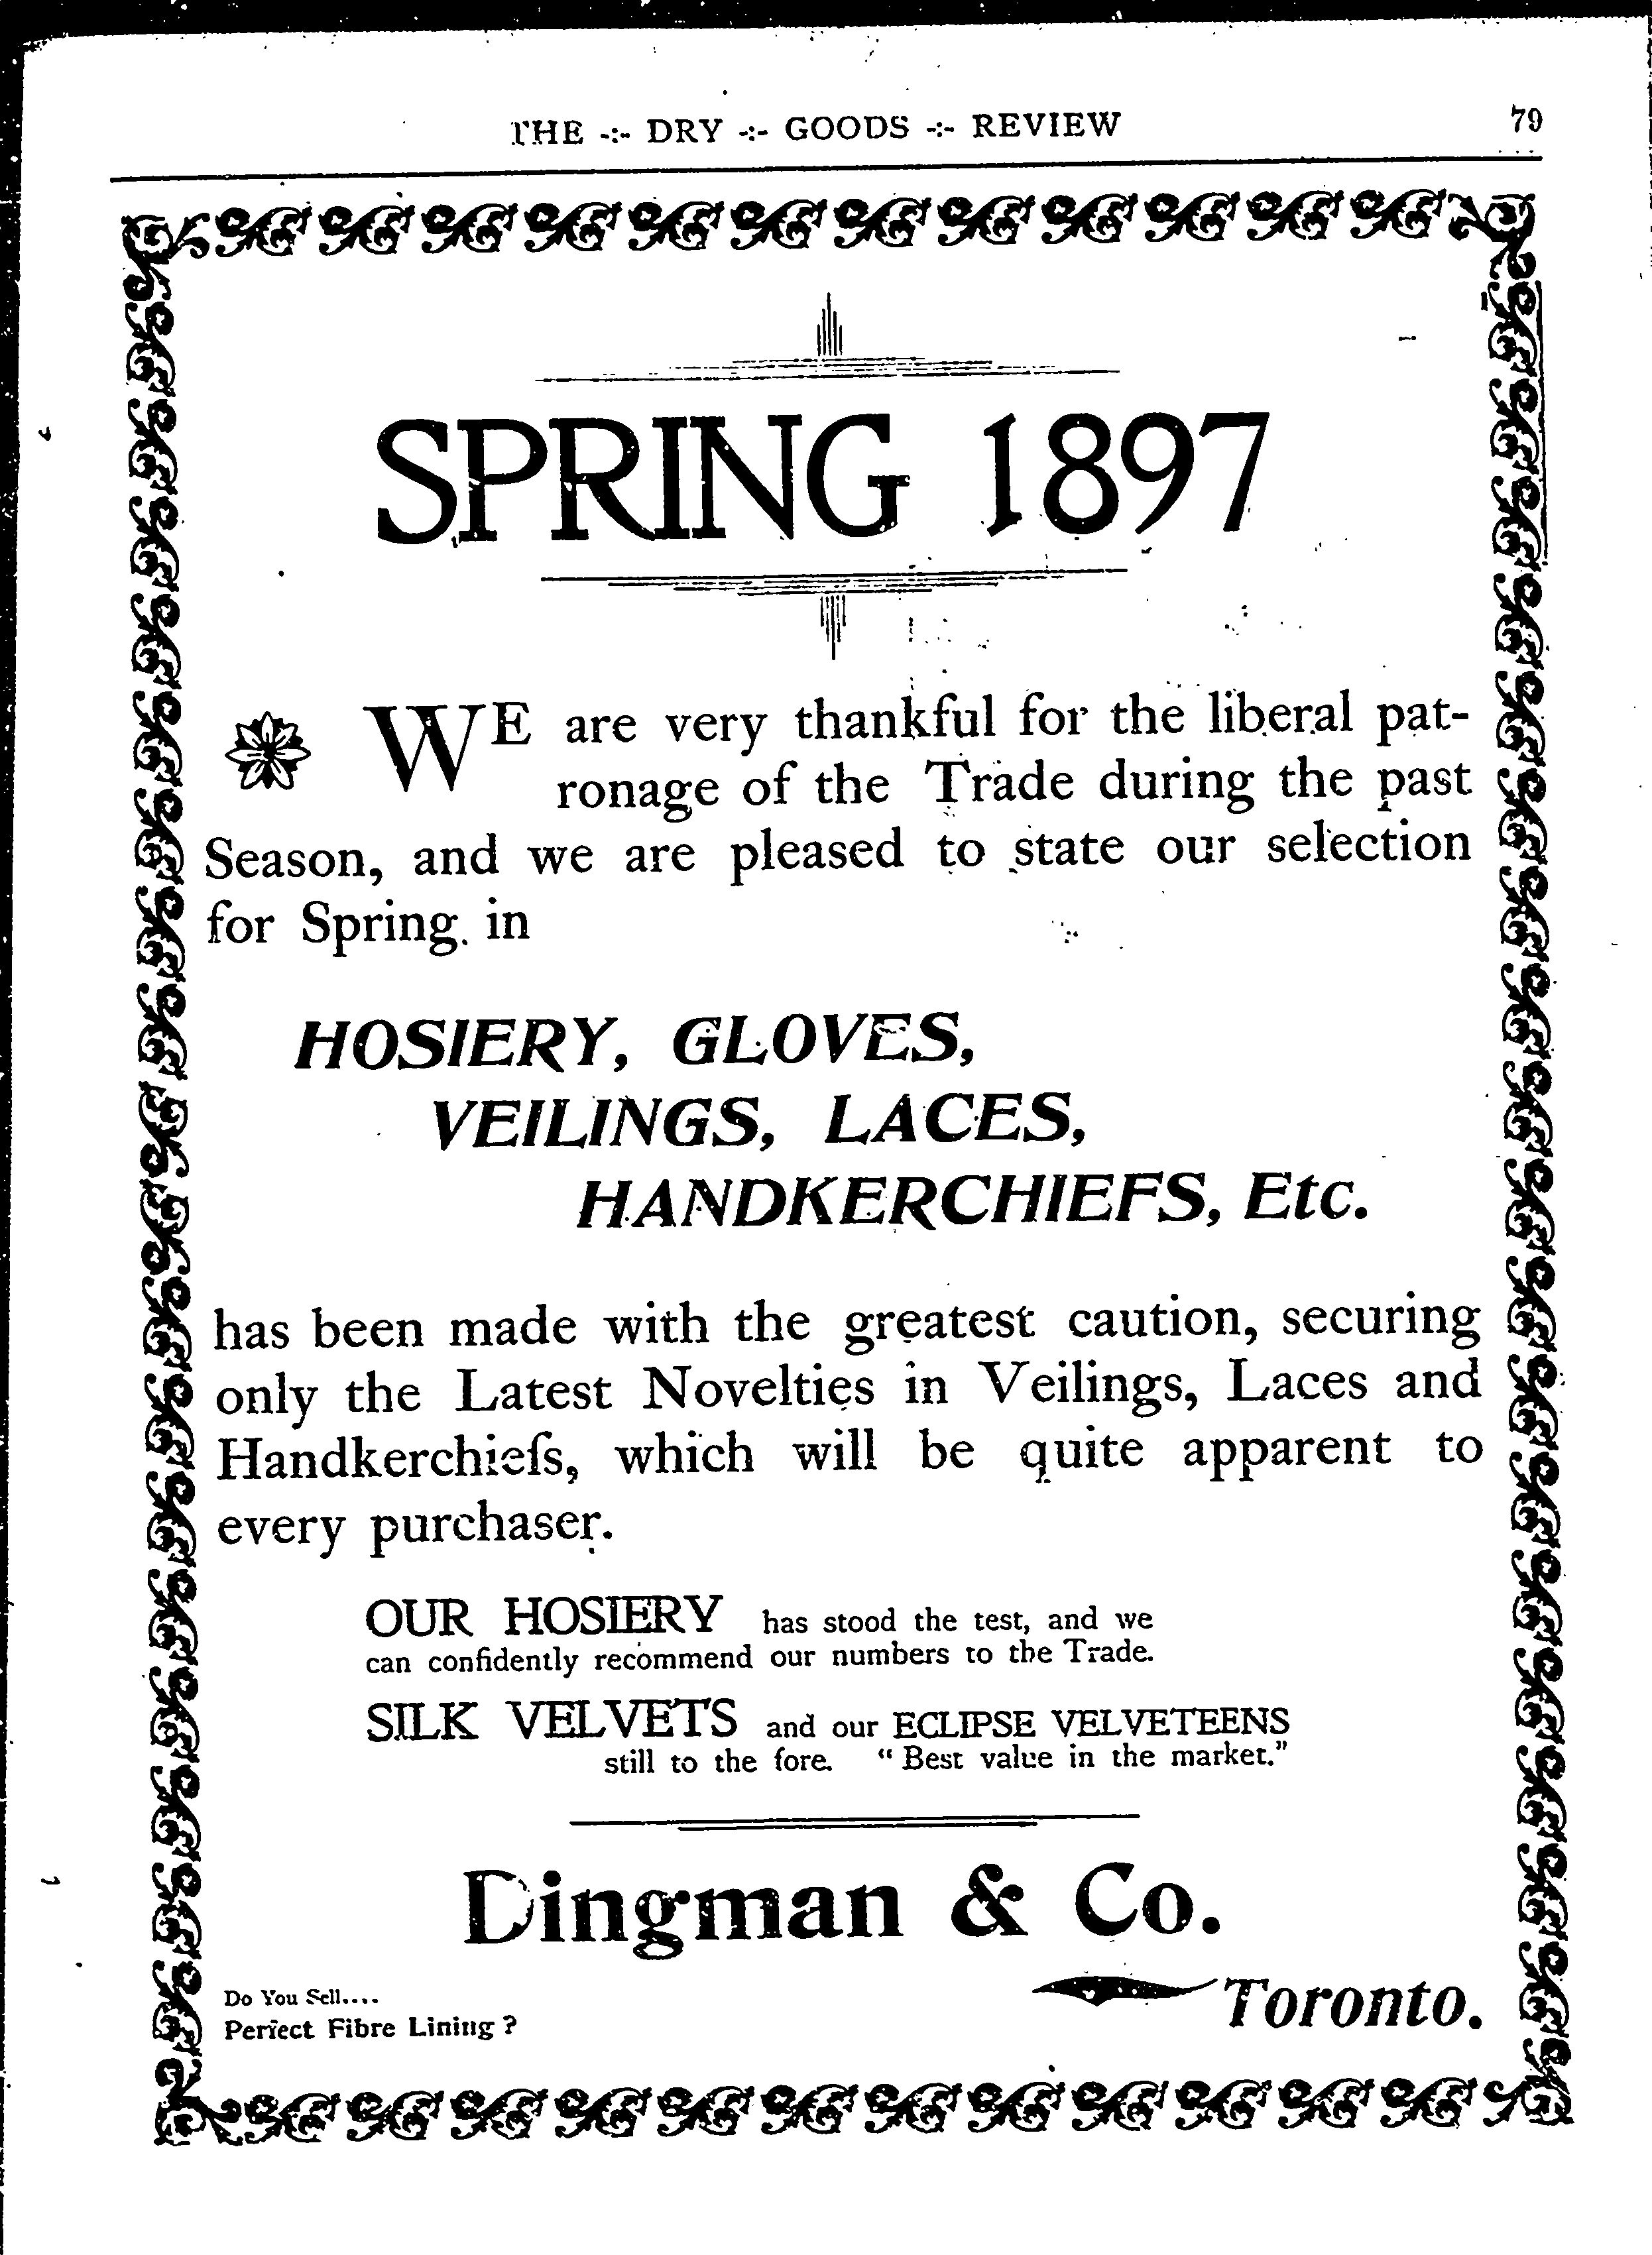 THE -:- DRY -:- GOODS -:- REVIEW
79
SPRING 1897
WE are very thankful for the liberal pat-
ronage of the Trade during the past
Season, and we are pleased to state our selection
for Spring in
HOSIERY, GLOVES,
VEILINGS, LACES,
HANDKERCHIEFS, Etc.
has been made with the greatest caution, securing
only the Latest Novelties in Veilings, Laces and
Handkerchiefs, which will be quite apparent to
every purchaser.
OUR HOSIERY has stood the test, and we
can confidently recommend our numbers to the Trade.
SILK VELVETS and our ECLIPSE VELVETEENS
still to the fore. "Best value in the market."
Dingman & Co.
Toronto.
Do You Sell....
Perfect Fibre Lining ?